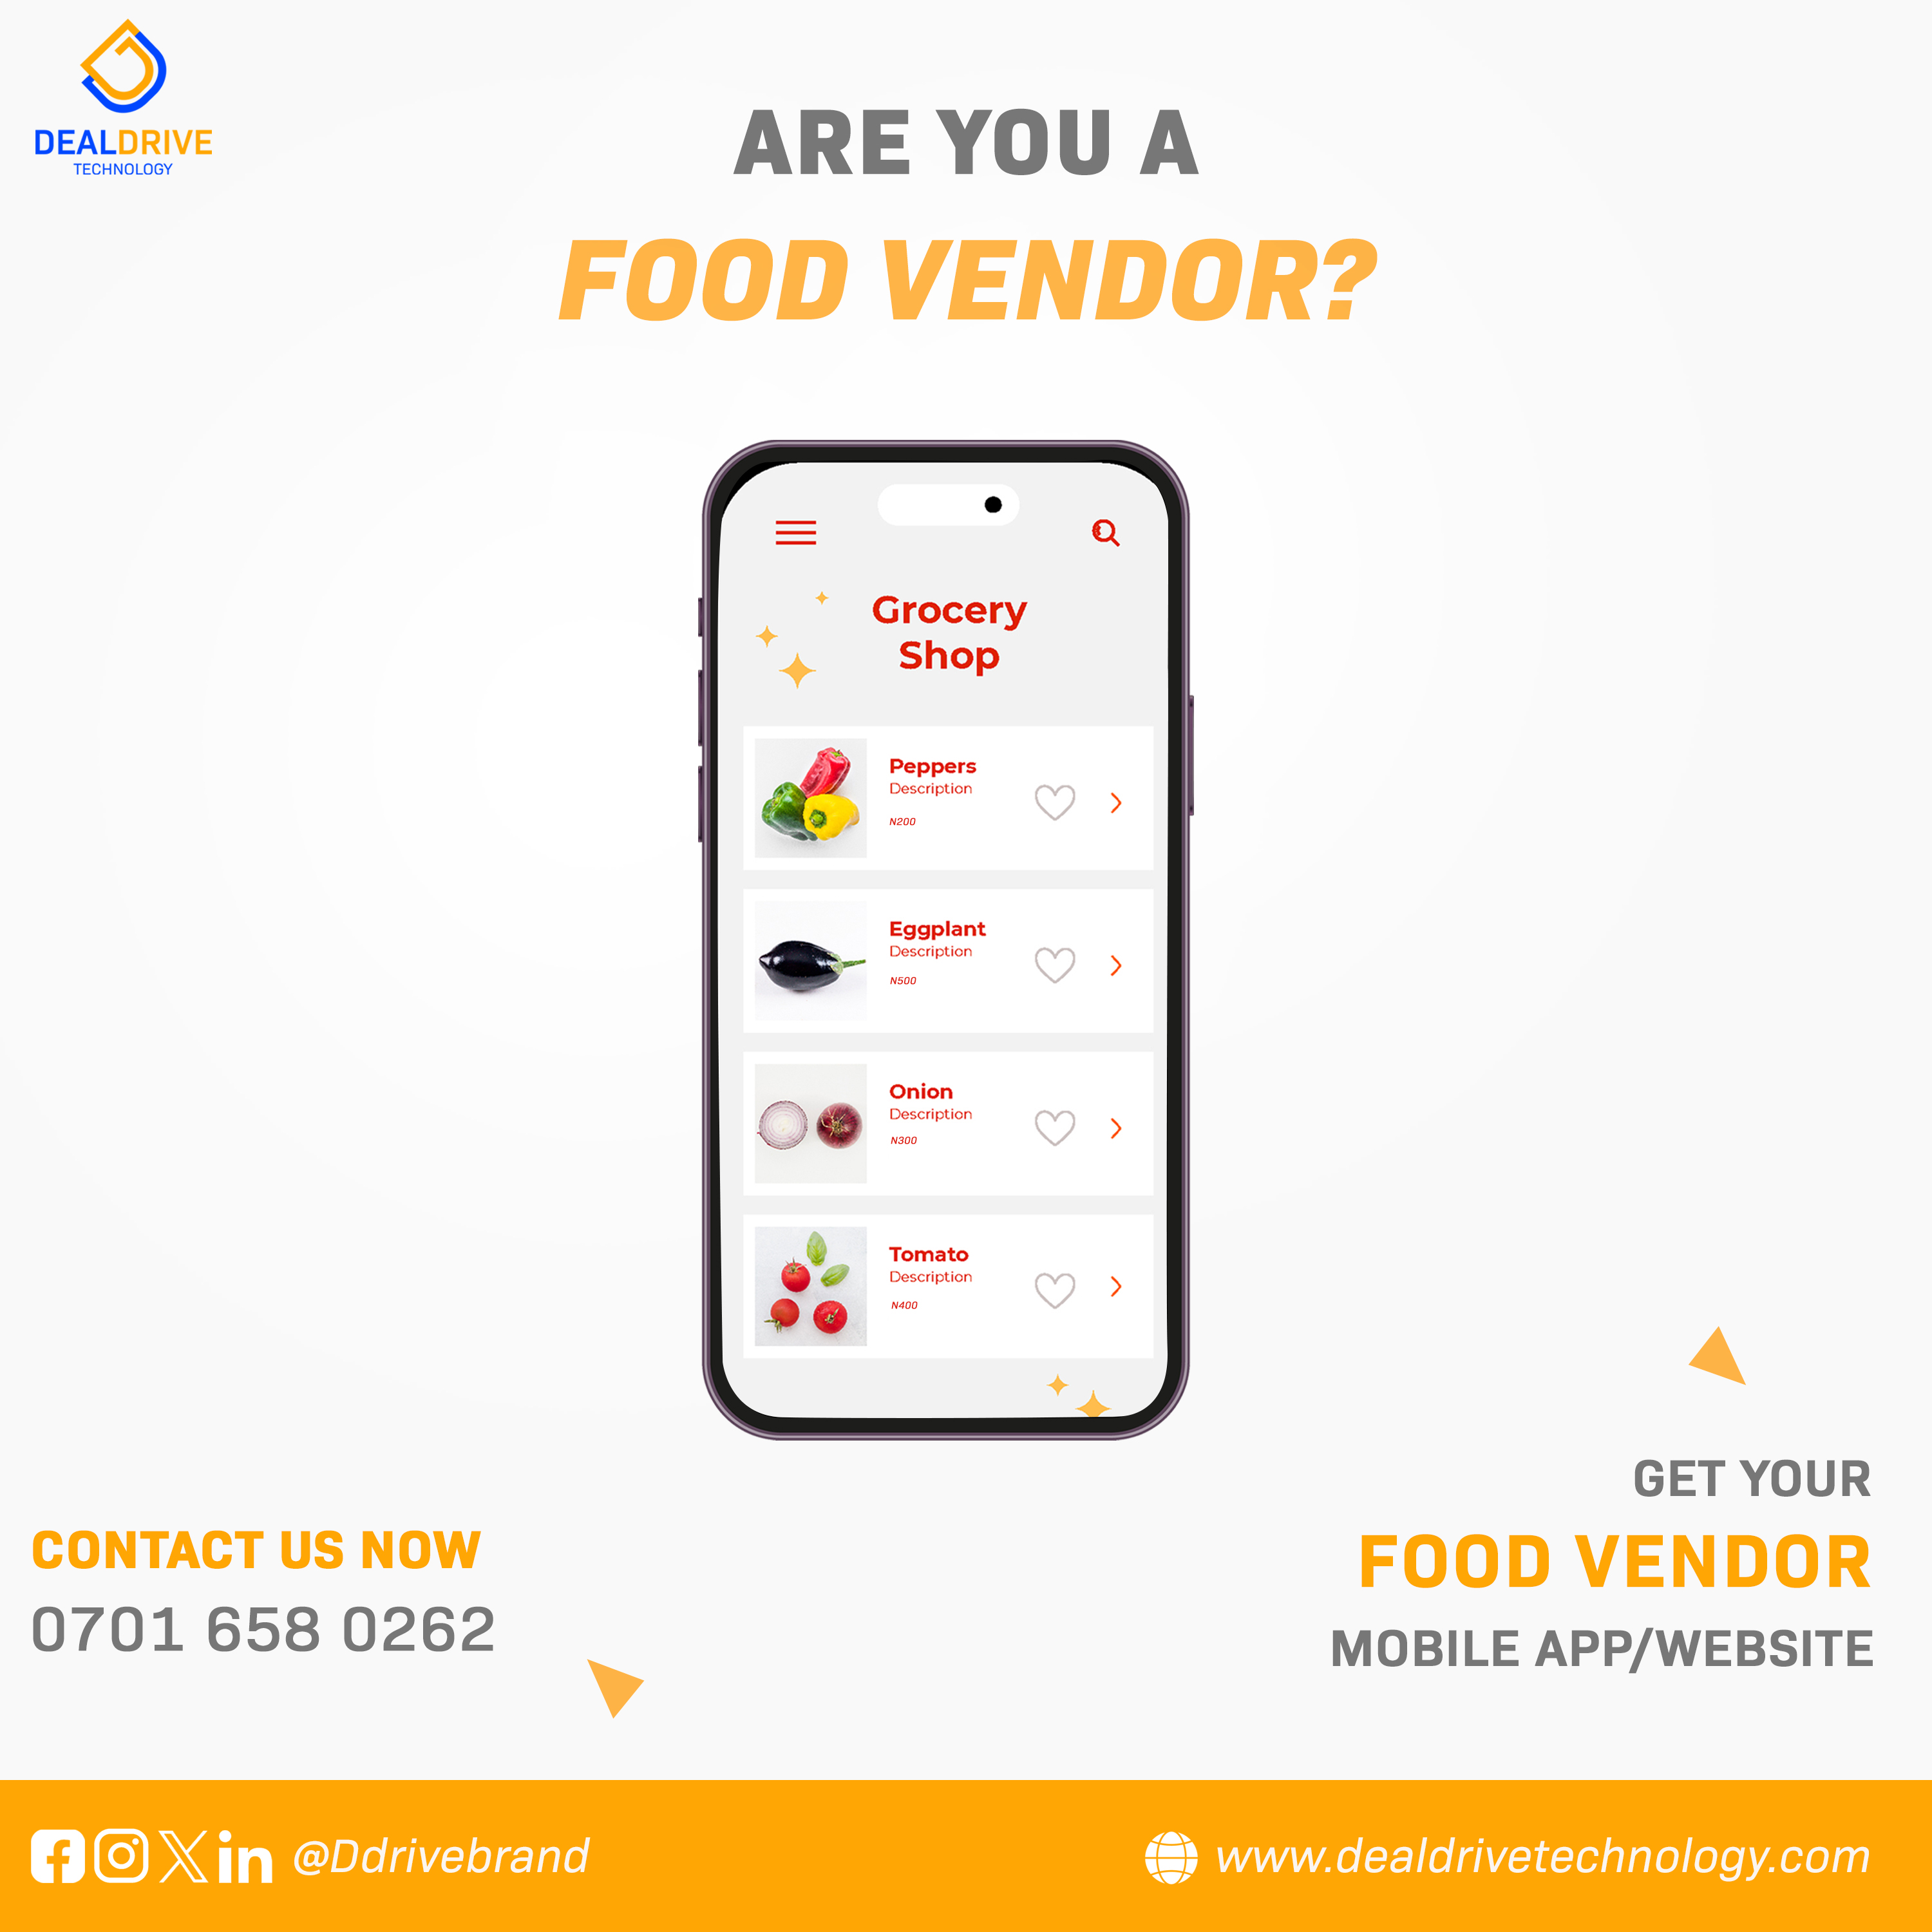 DEALDRIVE
TECHNOLOGY
ARE YOU A
FOOD VENDOR?
Grocery
Shop
Peppers
Description
N200
Eggplant
Description
N500
Onion
Description
N300
Tomato
Description
N400
CONTACT US NOW
0701 658 0262
GET YOUR
FOOD VENDOR
MOBILE APP/WEBSITE
@Ddrivebrand
www.dealdrivetechnology.com